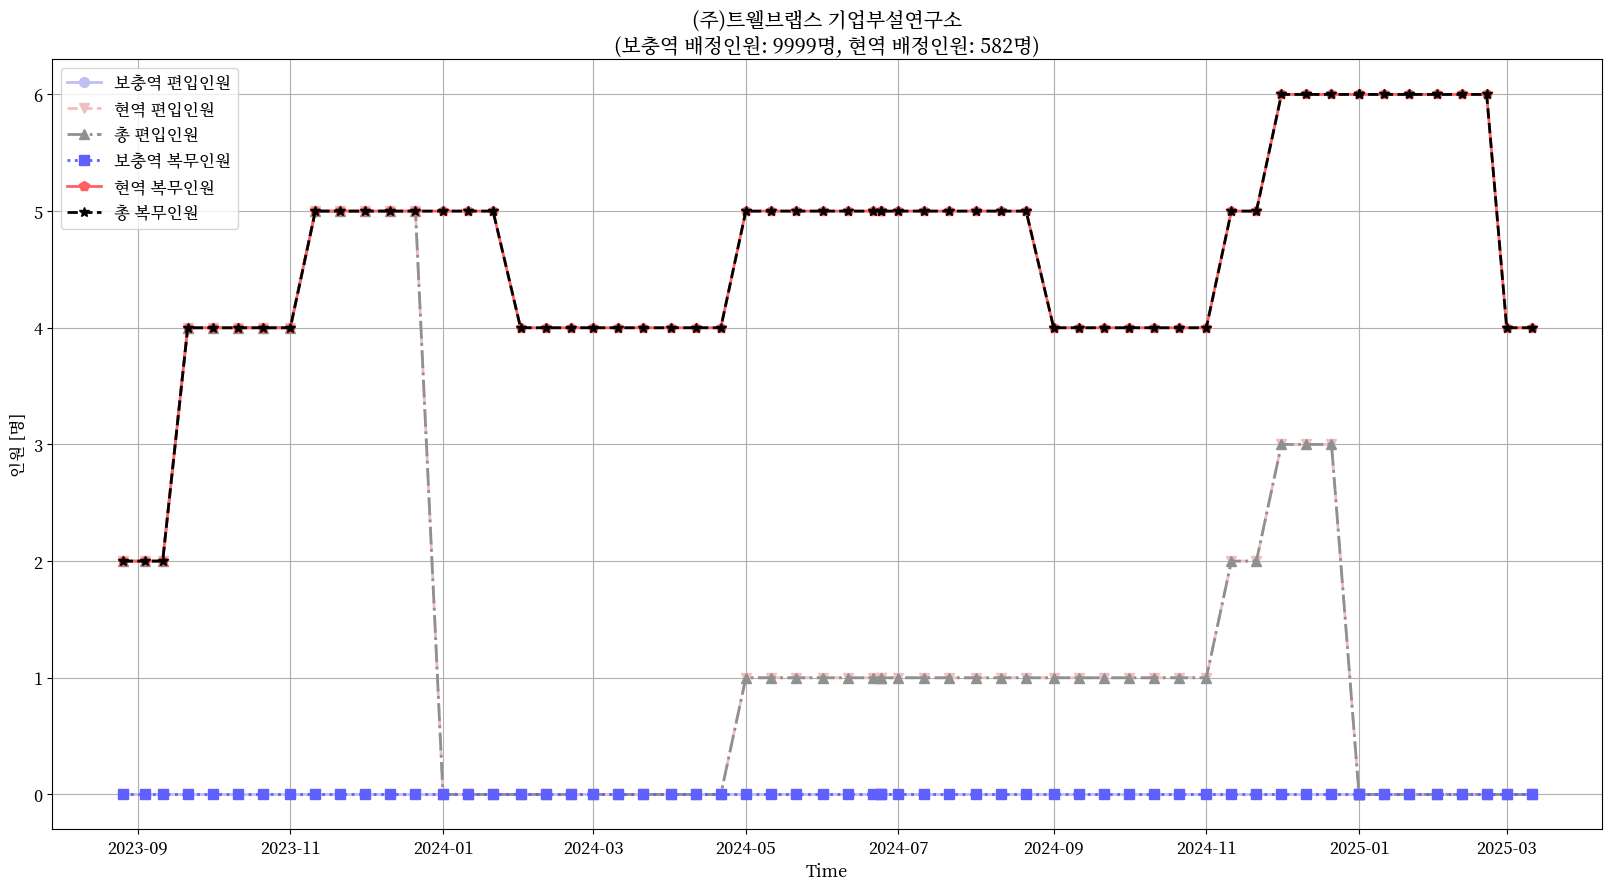 (주)트웰브랩스 기업부설연구소
(보충역 배정인원: 9999명, 현역 배정인원: 582명)
보충역 편입인원
현역 편입인원
총 편입인원
보충역 복무인원
현역 복무인원
총 복무인원
인원 [명]
6
5
4
3
2
1
0
2023-09
2023-11
2024-01
2024-03
2024-05
2024-07
2024-09
2024-11
2025-01
2025-03
Time